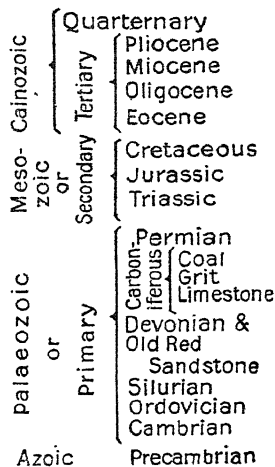 Cainozoic
Quarternary
Tertiary
Pliocene
Miocene
Oligocene
Eocene
Meso-
zoic
or
Secondary
Cretaceous
Jurassic
Triassic
Palaeozoic
or
Primary
Permian
Carbon-
iferous
Coal
Grit
Limestone
Devonian &
Old Red
Sandstone
Silurian
Ordovician
Cambrian
Azoic Precambrian